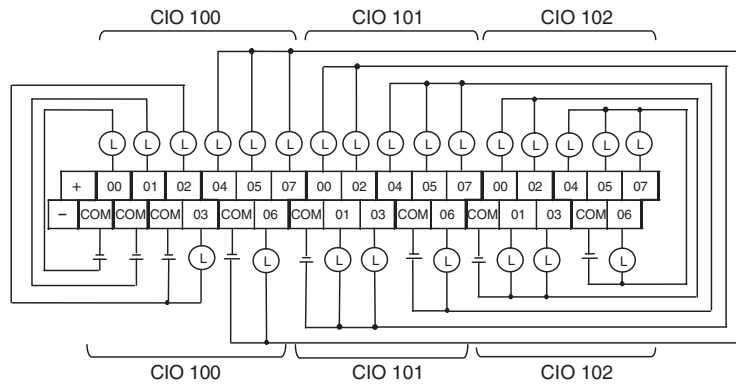 CIO 100 CIO 101 CIO 102
L L L L L L L L L L L L L L L L
+ 00 01 02 04 05 07 00 02 04 05 07 00 02 04 05 07
− COM COM COM 03 COM 06 COM 01 03 COM 06 COM 01 03 COM 06
L L L L L L L L
CIO 100 CIO 101 CIO 102